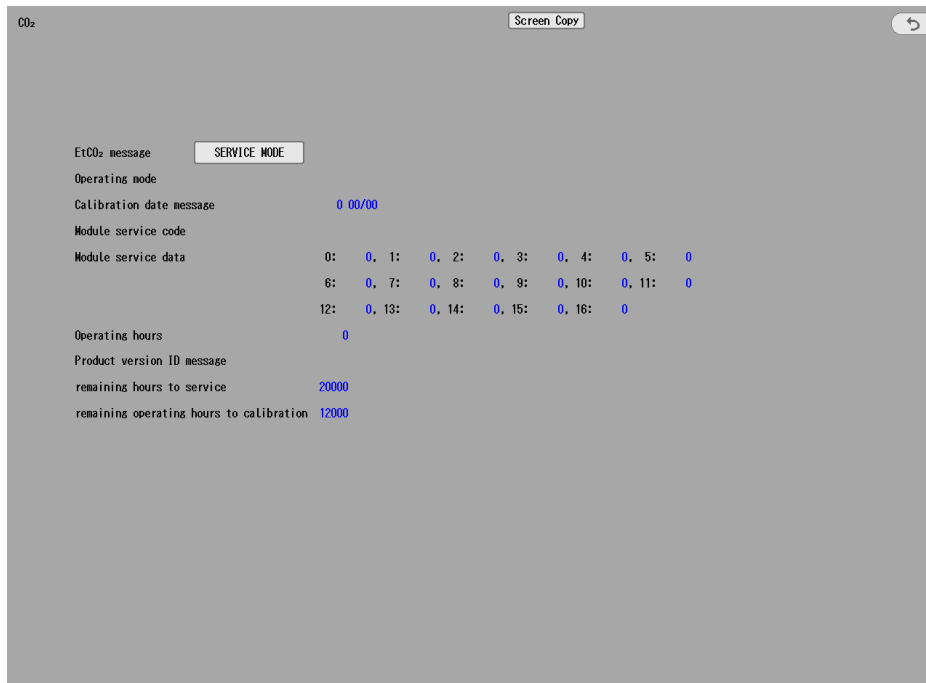 CO₂ Screen Copy
EtCO₂ message SERVICE MODE
Operating mode
Calibration date message 0 00/00
Module service code
Module service data 0: 0, 1: 0, 2: 0, 3: 0, 4: 0, 5: 0
6: 0, 7: 0, 8: 0, 9: 0, 10: 0, 11: 0
12: 0, 13: 0, 14: 0, 15: 0, 16: 0
Operating hours 0
Product version ID message
remaining hours to service 20000
remaining operating hours to calibration 12000